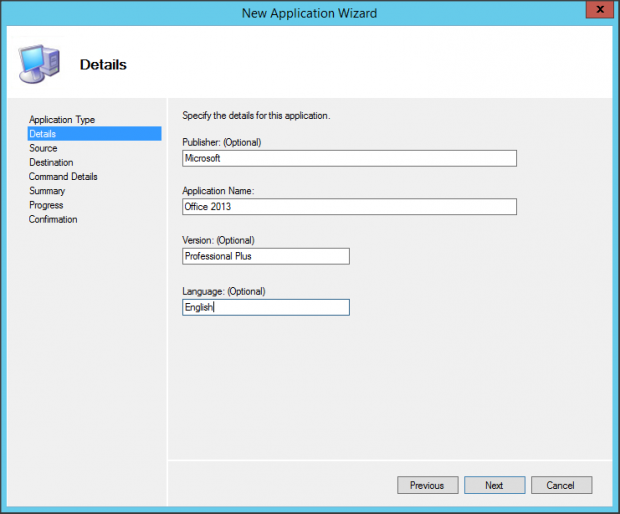 New Application Wizard
x
Details
Application Type
Details
Source
Destination
Command Details
Summary
Progress
Confirmation
Specify the details for this application.
Publisher: (Optional)
Microsoft
Application Name:
Office 2013
Version: (Optional)
Professional Plus
Language: (Optional)
English
Previous Next Cancel